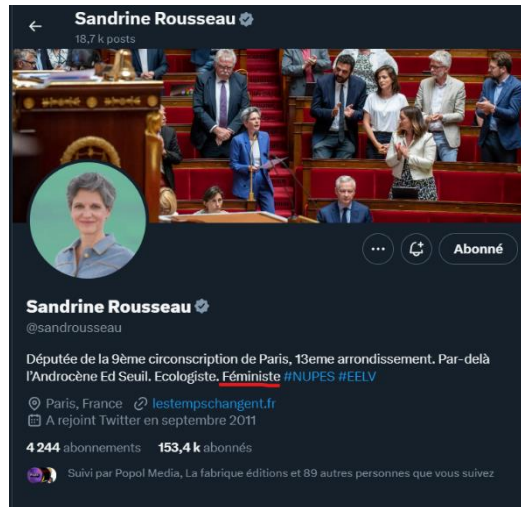 Sandrine Rousseau
18,7 k posts
Abonné
Sandrine Rousseau
@sandrousseau
Députée de la 9ème circonscription de Paris, 13eme arrondissement. Par-delà
l'Androcène Ed Seuil. Ecologiste. Féministe #NUPES #EELV
Paris, France lestempschangent.fr
A rejoint Twitter en septembre 2011
4 244 abonnements 153,4 k abonnés
Suivi par Popol Media, La fabrique éditions et 89 autres personnes que vous suivez